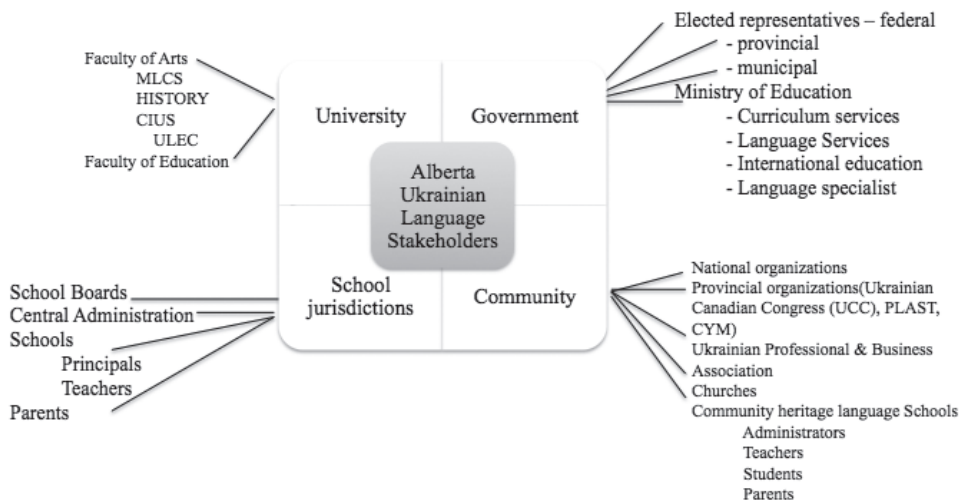 Faculty of Arts
MLCS
HISTORY
CIUS
ULEC
Faculty of Education
University
Government
Elected representatives – federal
- provincial
- municipal
Ministry of Education
- Curriculum services
- Language Services
- International education
- Language specialist
Alberta
Ukrainian
Language
Stakeholders
School Boards
Central Administration
Schools
Principals
Teachers
Parents
School
jurisdictions
Community
National organizations
Provincial organizations(Ukrainian
Canadian Congress (UCC), PLAST,
CYM)
Ukrainian Professional & Business
Association
Churches
Community heritage language Schools
Administrators
Teachers
Students
Parents